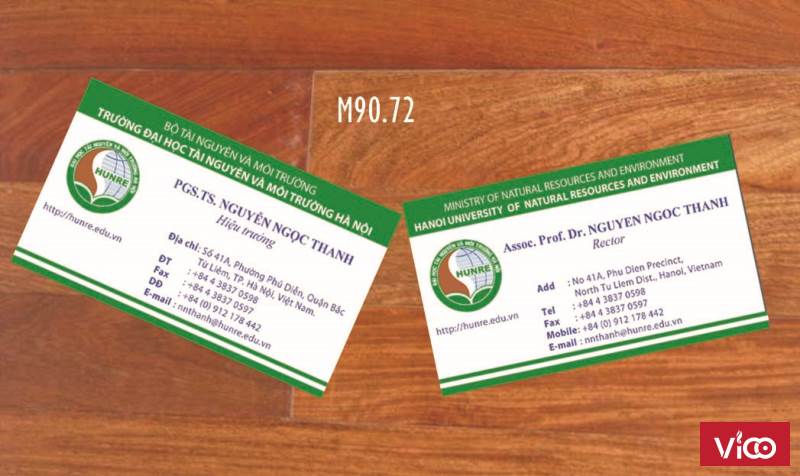 M90.72
BỘ TÀI NGUYÊN VÀ MÔI TRƯỜNG
TRƯỜNG ĐẠI HỌC TÀI NGUYÊN VÀ MÔI TRƯỜNG HÀ NỘI
HUNRE
PGS.TS. NGUYỄN NGỌC THANH
Hiệu trưởng
http://hunre.edu.vn
Địa chỉ: Số 41A, Phường Phú Diễn, Quận Bắc
Từ Liêm, TP. Hà Nội, Việt Nam.
ĐT : +84 4 3837 0598
Fax : +84 4 3837 0597
DĐ : +84 (0) 912 178 442
E-mail : nnthanh@hunre.edu.vn
MINISTRY OF NATURAL RESOURCES AND ENVIRONMENT
HANOI UNIVERSITY OF NATURAL RESOURCES AND ENVIRONMENT
HUNRE
Assoc. Prof. Dr. NGUYEN NGOC THANH
Rector
http://hunre.edu.vn
Add : No 41A, Phu Dien Precinct,
North Tu Liem Dist., Hanoi, Vietnam
Tel : +84 4 3837 0598
Fax : +84 4 3837 0597
Mobile: +84 (0) 912 178 442
E-mail : nnthanh@hunre.edu.vn
Vico